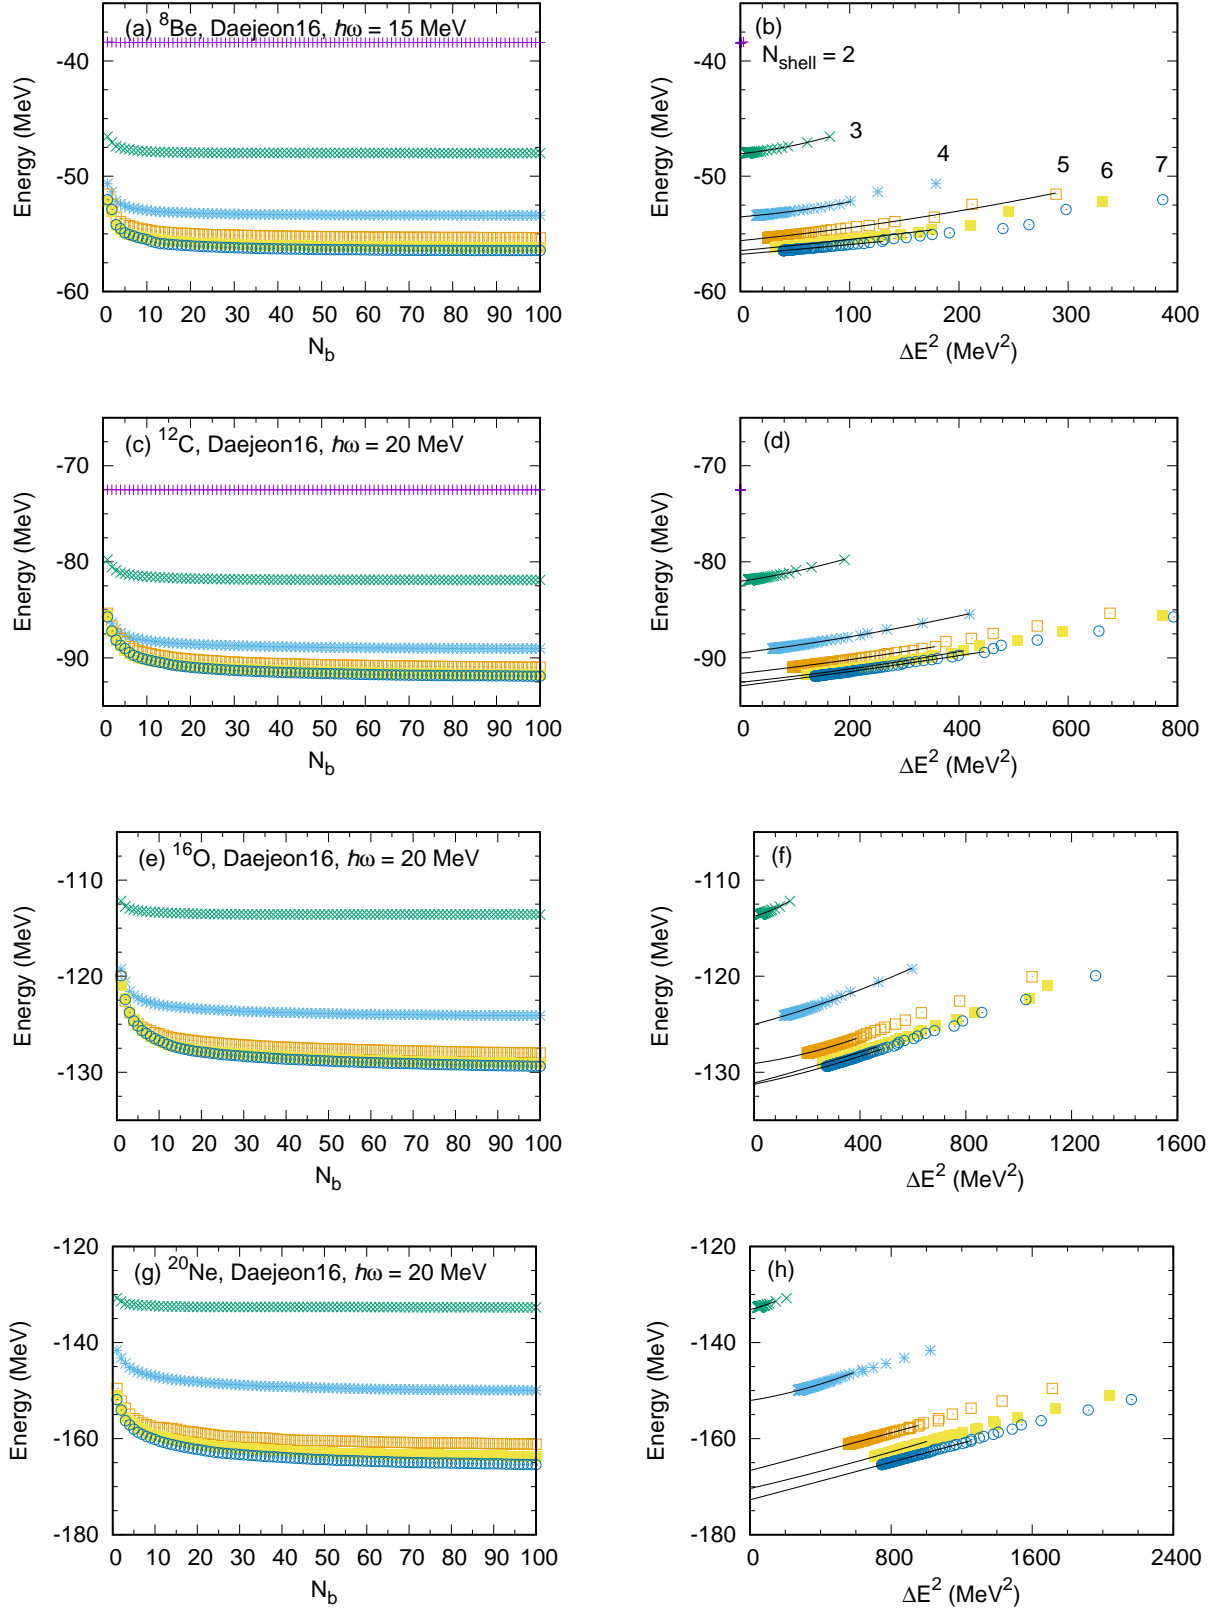 (a) ⁸Be, Daejeon16, ℏω = 15 MeV
Energy (MeV)
-40
-50
-60
0 10 20 30 40 50 60 70 80 90 100
N_b
(b)
N_shell = 2
3
4
5
6
7
Energy (MeV)
-40
-50
-60
0 100 200 300 400
ΔE² (MeV²)
(c) ¹²C, Daejeon16, ℏω = 20 MeV
Energy (MeV)
-70
-80
-90
0 10 20 30 40 50 60 70 80 90 100
N_b
(d)
Energy (MeV)
-70
-80
-90
0 200 400 600 800
ΔE² (MeV²)
(e) ¹⁶O, Daejeon16, ℏω = 20 MeV
Energy (MeV)
-110
-120
-130
0 10 20 30 40 50 60 70 80 90 100
N_b
(f)
Energy (MeV)
-110
-120
-130
0 400 800 1200 1600
ΔE² (MeV²)
(g) ²⁰Ne, Daejeon16, ℏω = 20 MeV
Energy (MeV)
-120
-140
-160
-180
0 10 20 30 40 50 60 70 80 90 100
N_b
(h)
Energy (MeV)
-120
-140
-160
-180
0 800 1600 2400
ΔE² (MeV²)